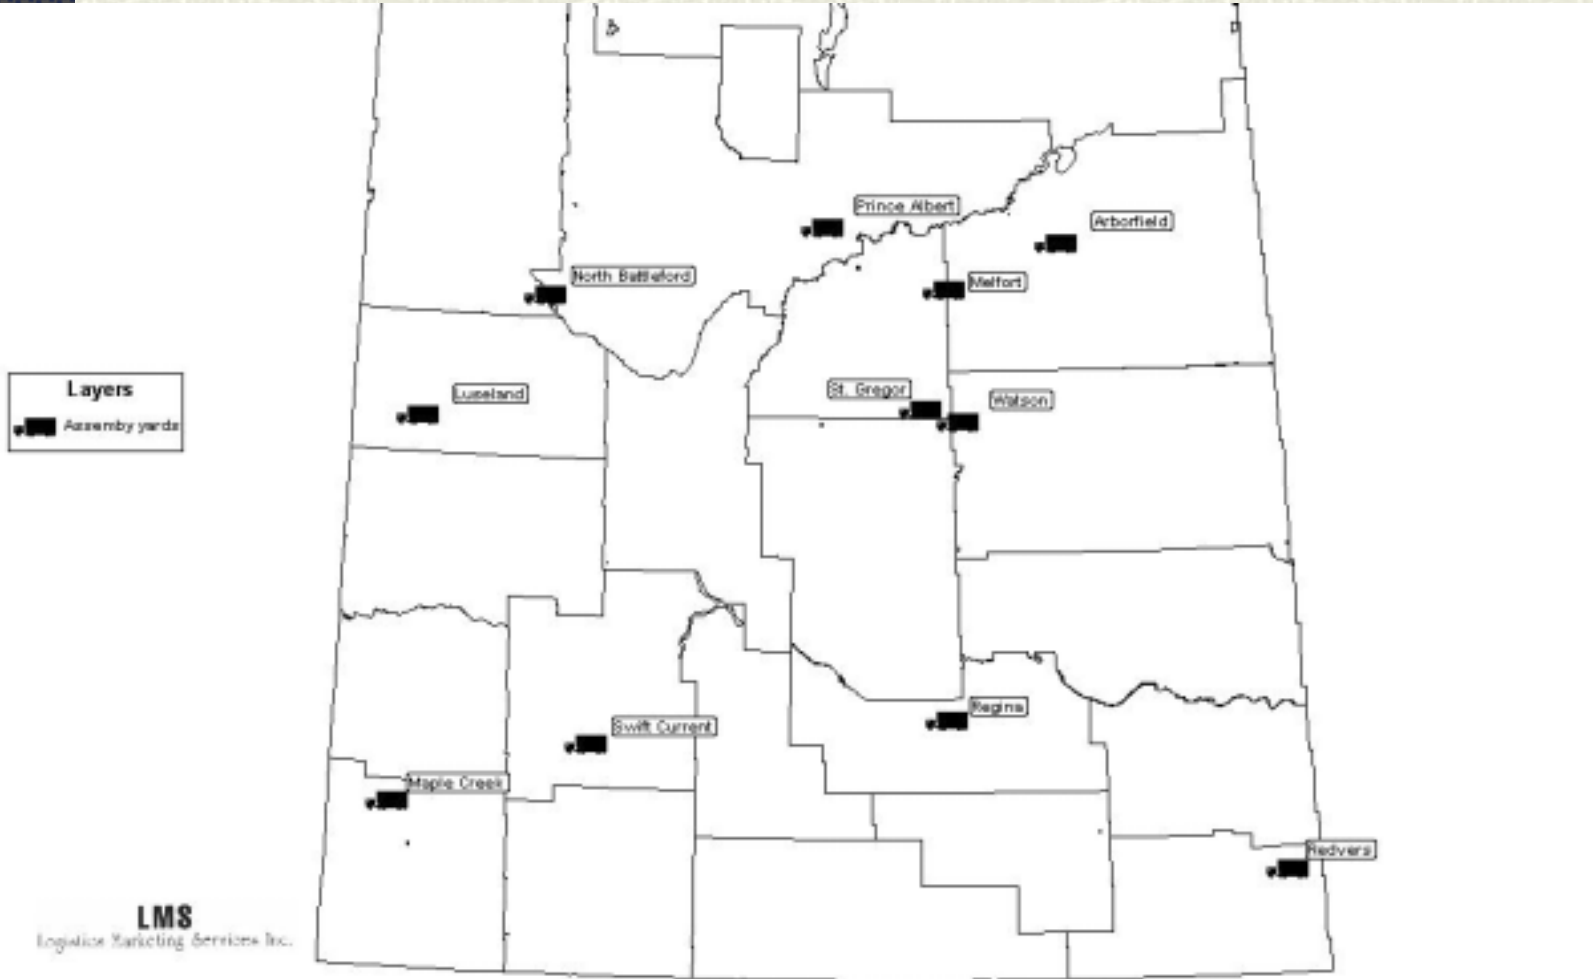 Prince Albert
Arborfield
North Battleford
Melfort
Luseland
St. Gregor
Watson
Layers
Assemby yards
Regina
Swift Current
Maple Creek
Redvers
LMS
Logistics Marketing Services Inc.